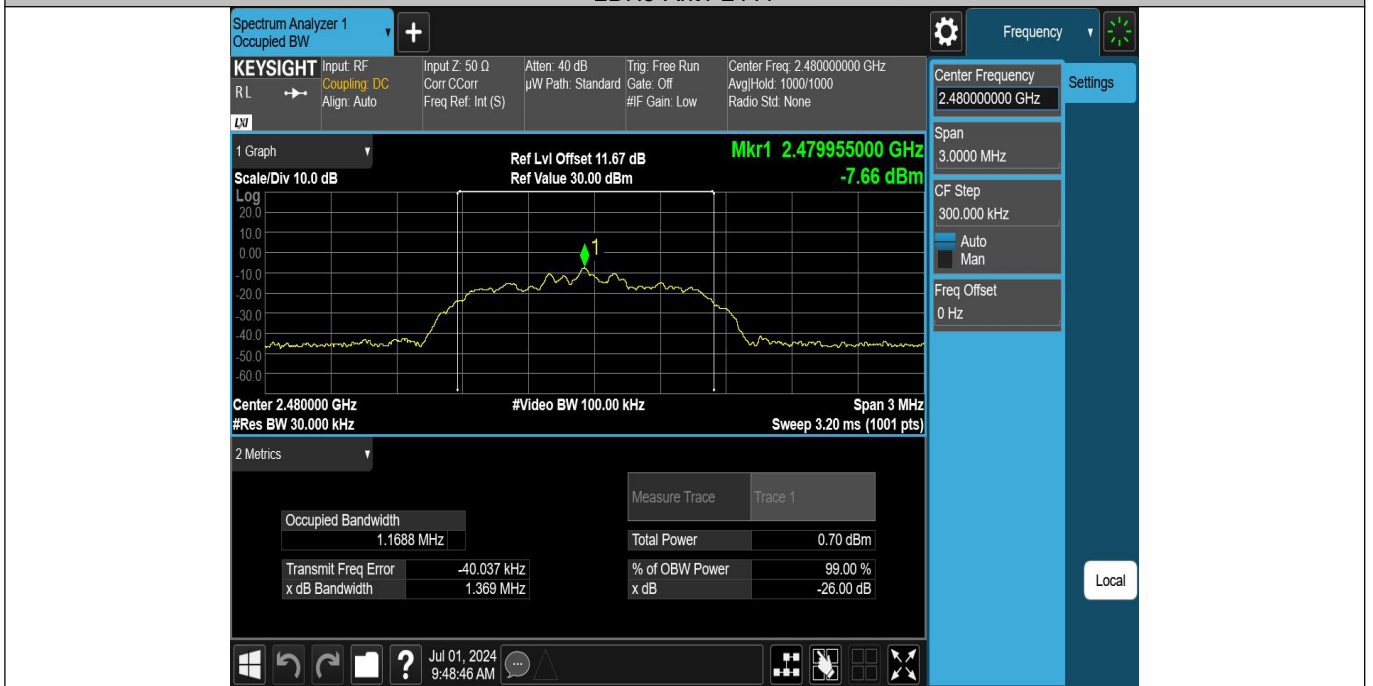 Spectrum Analyzer 1
Occupied BW
Frequency
KEYSIGHT
R L
LXI
Input: RF
Coupling: DC
Align: Auto
Input Z: 50 Ω
Corr CCorr
Freq Ref: Int (S)
Atten: 40 dB
µW Path: Standard
Trig: Free Run
Gate: Off
#IF Gain: Low
Center Freq: 2.480000000 GHz
Avg|Hold: 1000/1000
Radio Std: None
Center Frequency
2.480000000 GHz
Settings
Span
3.0000 MHz
CF Step
300.000 kHz
Auto
Man
Freq Offset
0 Hz
Local
1 Graph
Scale/Div 10.0 dB
Ref Lvl Offset 11.67 dB
Ref Value 30.00 dBm
Mkr1 2.479955000 GHz
-7.66 dBm
Log
20.0
10.0
0.00
-10.0
-20.0
-30.0
-40.0
-50.0
-60.0
1
Center 2.480000 GHz
#Res BW 30.000 kHz
#Video BW 100.00 kHz
Span 3 MHz
Sweep 3.20 ms (1001 pts)
2 Metrics
Measure Trace Trace 1
Occupied Bandwidth
1.1688 MHz
Total Power 0.70 dBm
Transmit Freq Error -40.037 kHz
% of OBW Power 99.00 %
x dB Bandwidth 1.369 MHz
x dB -26.00 dB
?
Jul 01, 2024
9:48:46 AM